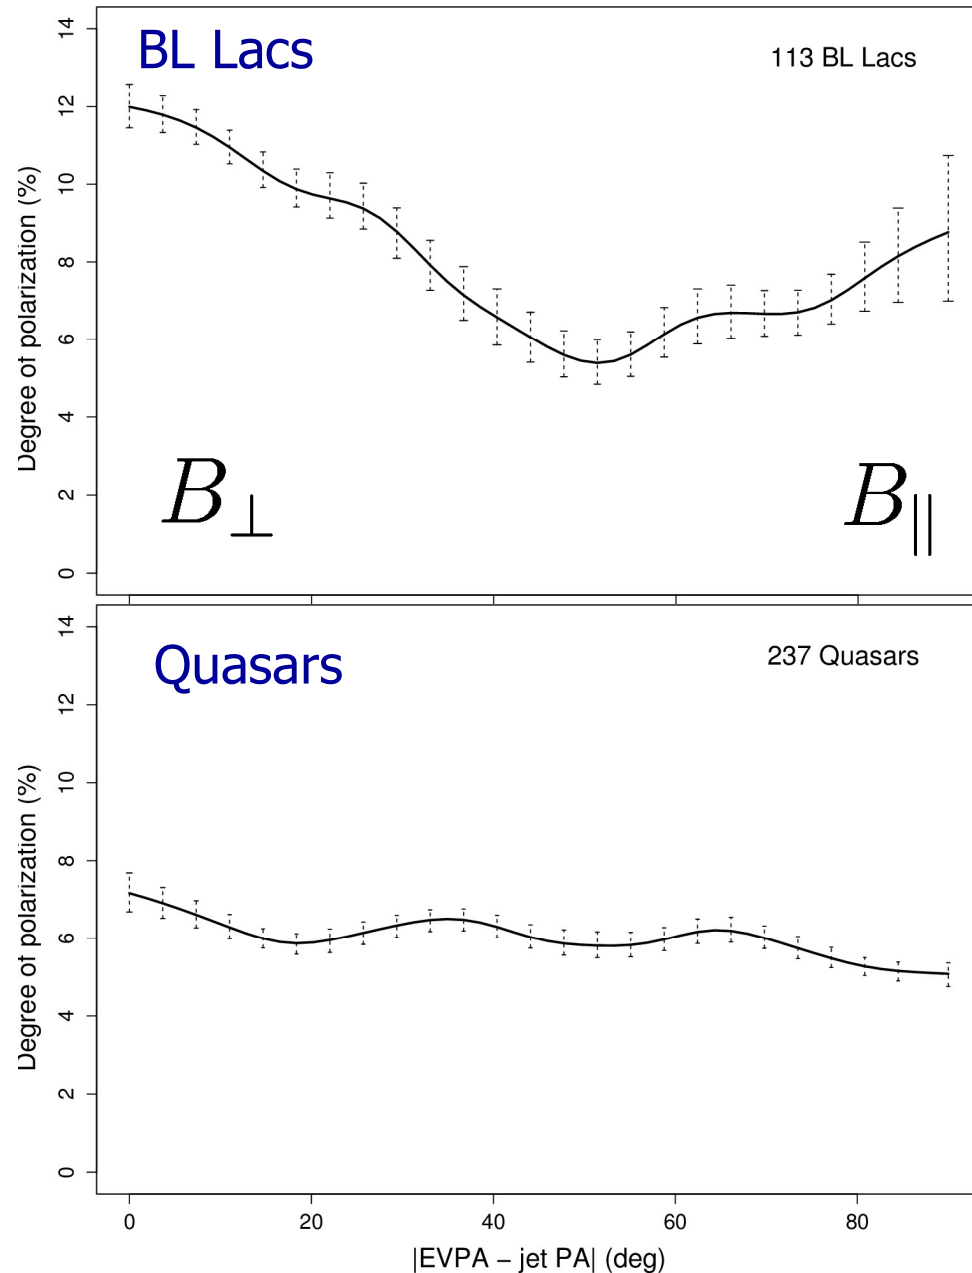 BL Lacs
113 BL Lacs
Degree of polarization (%)
14
12
10
8
6
4
2
0
B⊥
B||
Quasars
237 Quasars
Degree of polarization (%)
14
12
10
8
6
4
2
0
0 20 40 60 80
|EVPA − jet PA| (deg)